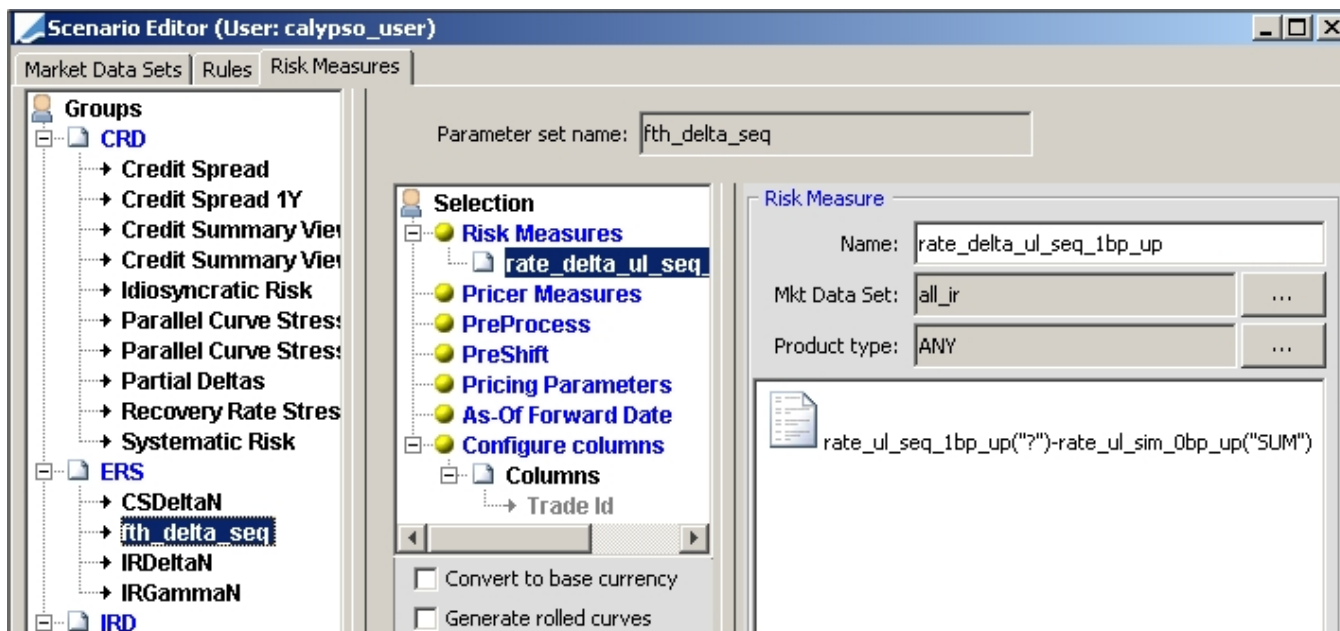 Scenario Editor (User: calypso_user)
Market Data Sets
Rules
Risk Measures
Groups
CRD
Credit Spread
Credit Spread 1Y
Credit Summary Vie
Credit Summary Vie
Idiosyncratic Risk
Parallel Curve Stres
Parallel Curve Stres
Partial Deltas
Recovery Rate Stres
Systematic Risk
ERS
CSDeltaN
fth_delta_seq
IRDeltaN
IRGammaN
IRD
Parameter set name: fth_delta_seq
Selection
Risk Measures
rate_delta_ul_seq_
Pricer Measures
PreProcess
PreShift
Pricing Parameters
As-Of Forward Date
Configure columns
Columns
Trade Id
Convert to base currency
Generate rolled curves
Risk Measure
Name: rate_delta_ul_seq_1bp_up
Mkt Data Set: all_ir ...
Product type: ANY ...
rate_ul_seq_1bp_up("?")-rate_ul_sim_0bp_up("SUM")